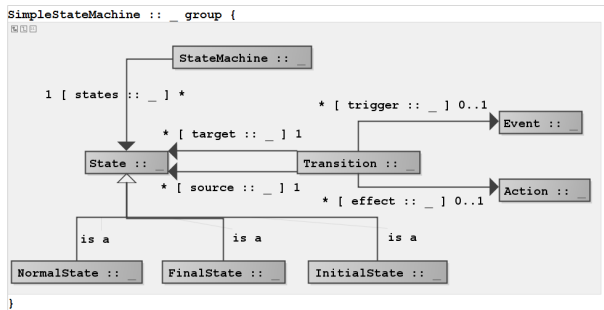 SimpleStateMachine :: _ group {
StateMachine :: _
1 [ states :: _ ] *
* [ trigger :: _ ] 0..1
Event :: _
* [ target :: _ ] 1
State :: _
Transition :: _
* [ source :: _ ] 1
Action :: _
* [ effect :: _ ] 0..1
is a
is a
is a
NormalState :: _
FinalState :: _
InitialState :: _
}